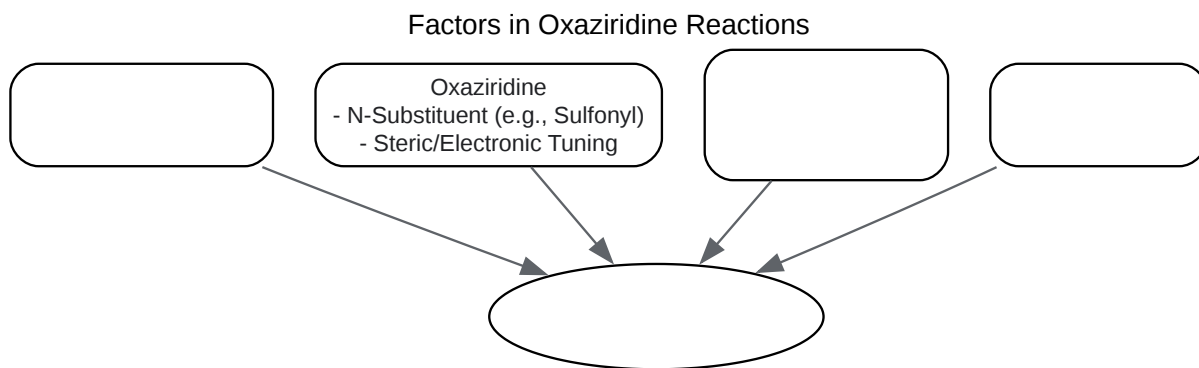 Factors in Oxaziridine Reactions
Oxaziridine
- N-Substituent (e.g., Sulfonyl)
- Steric/Electronic Tuning